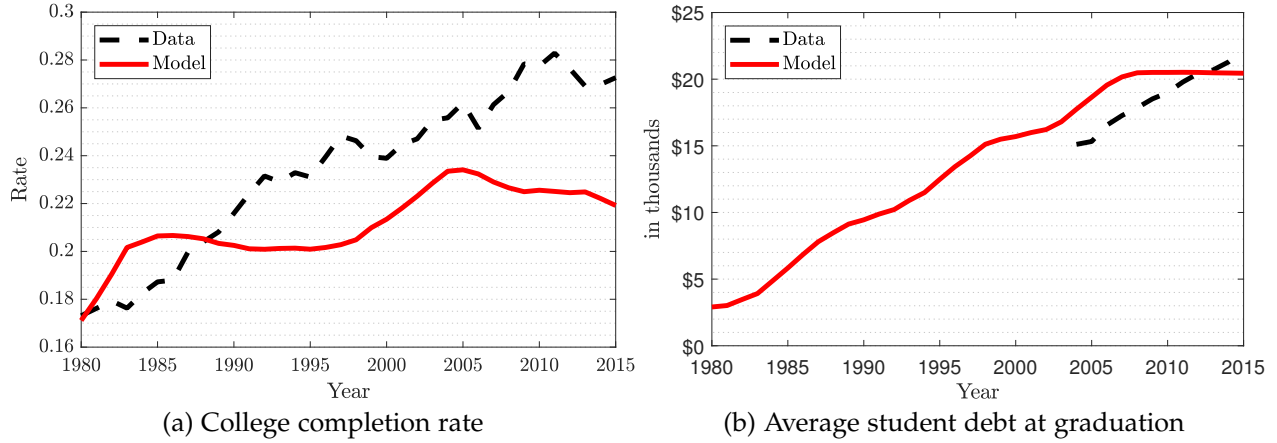 0.3
0.28
0.26
0.24
0.22
0.2
0.18
0.16
Rate
Data
Model
1980 1985 1990 1995 2000 2005 2010 2015
Year
(a) College completion rate
$25
$20
$15
$10
$5
$0
in thousands
Data
Model
1980 1985 1990 1995 2000 2005 2010 2015
Year
(b) Average student debt at graduation